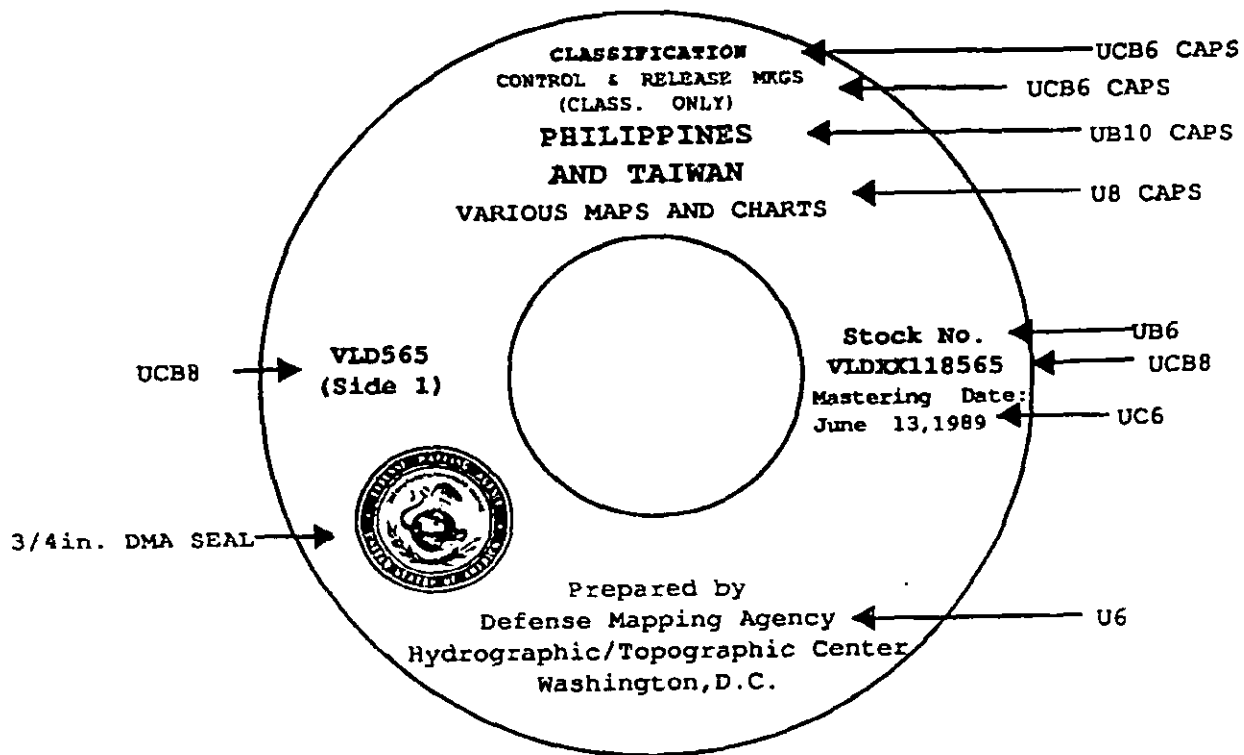 CLASSIFICATION
UCB6 CAPS
CONTROL & RELEASE MKGS
UCB6 CAPS
(CLASS. ONLY)
PHILIPPINES
UB10 CAPS
AND TAIWAN
U8 CAPS
VARIOUS MAPS AND CHARTS
Stock No.
UB6
VLD565
VLDXX118565
UCB8
UCB8
(Side 1)
Mastering Date:
June 13,1989
UC6
3/4in. DMA SEAL
Prepared by
Defense Mapping Agency
U6
Hydrographic/Topographic Center
Washington,D.C.